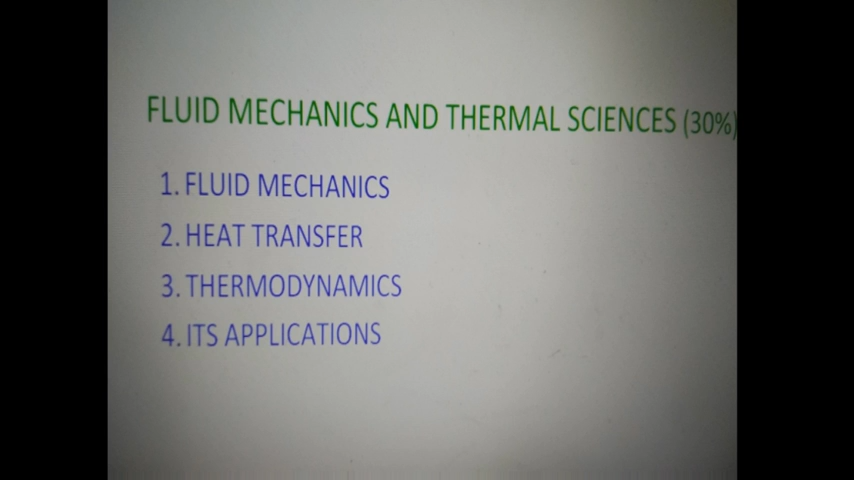 FLUID MECHANICS AND THERMAL SCIENCES (30%)
1. FLUID MECHANICS
2. HEAT TRANSFER
3. THERMODYNAMICS
4. ITS APPLICATIONS